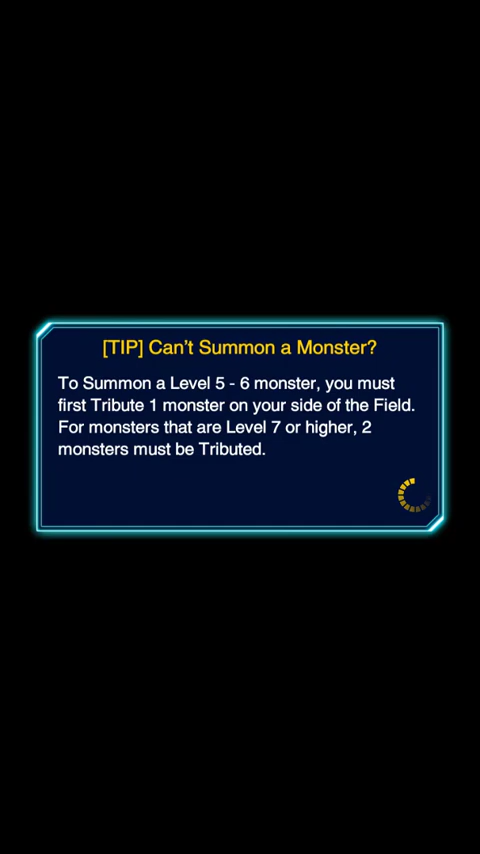 [TIP] Can't Summon a Monster?
To Summon a Level 5 - 6 monster, you must
first Tribute 1 monster on your side of the Field.
For monsters that are Level 7 or higher, 2
monsters must be Tributed.